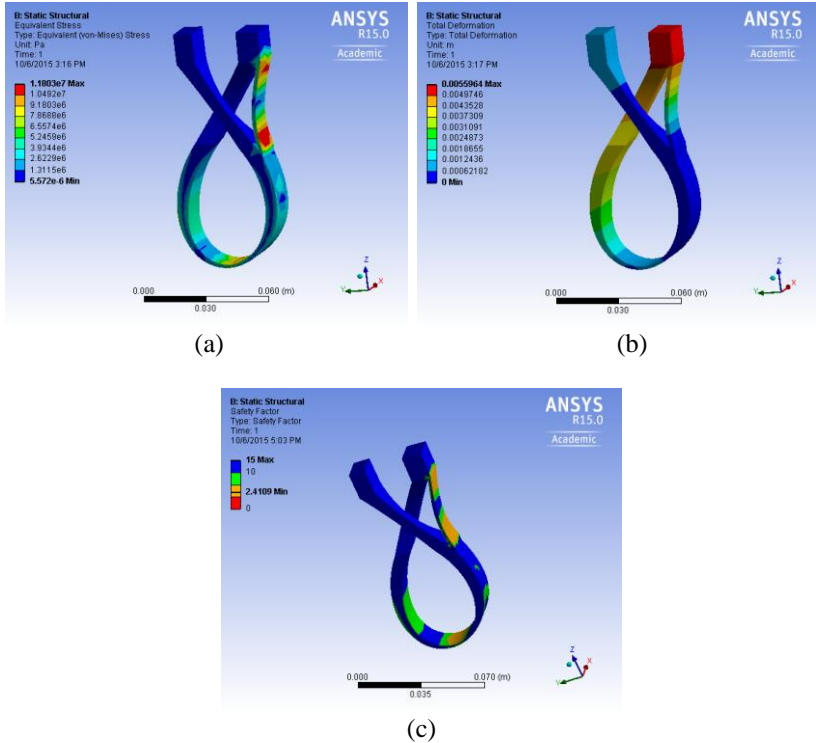 B: Static Structural
Equivalent Stress
Type: Equivalent (von-Mises) Stress
Unit: Pa
Time: 1
10/6/2015 3:16 PM
1.1803e7 Max
1.0492e7
9.1803e6
7.8688e6
6.5574e6
5.2459e6
3.9344e6
2.6229e6
1.3115e6
5.572e-6 Min
ANSYS
R15.0
Academic
0.000
0.060 (m)
0.030
Z
X
Y
(a)
B: Static Structural
Total Deformation
Type: Total Deformation
Unit: m
Time: 1
10/6/2015 3:17 PM
0.0055964 Max
0.0049746
0.0043528
0.0037309
0.0031091
0.0024873
0.0018655
0.0012436
0.00062182
0 Min
ANSYS
R15.0
Academic
0.000
0.060 (m)
0.030
Z
X
Y
(b)
B: Static Structural
Safety Factor
Type: Safety Factor
Time: 1
10/6/2015 5:03 PM
15 Max
10
2.4109 Min
0
ANSYS
R15.0
Academic
0.000
0.070 (m)
0.035
Z
X
Y
(c)